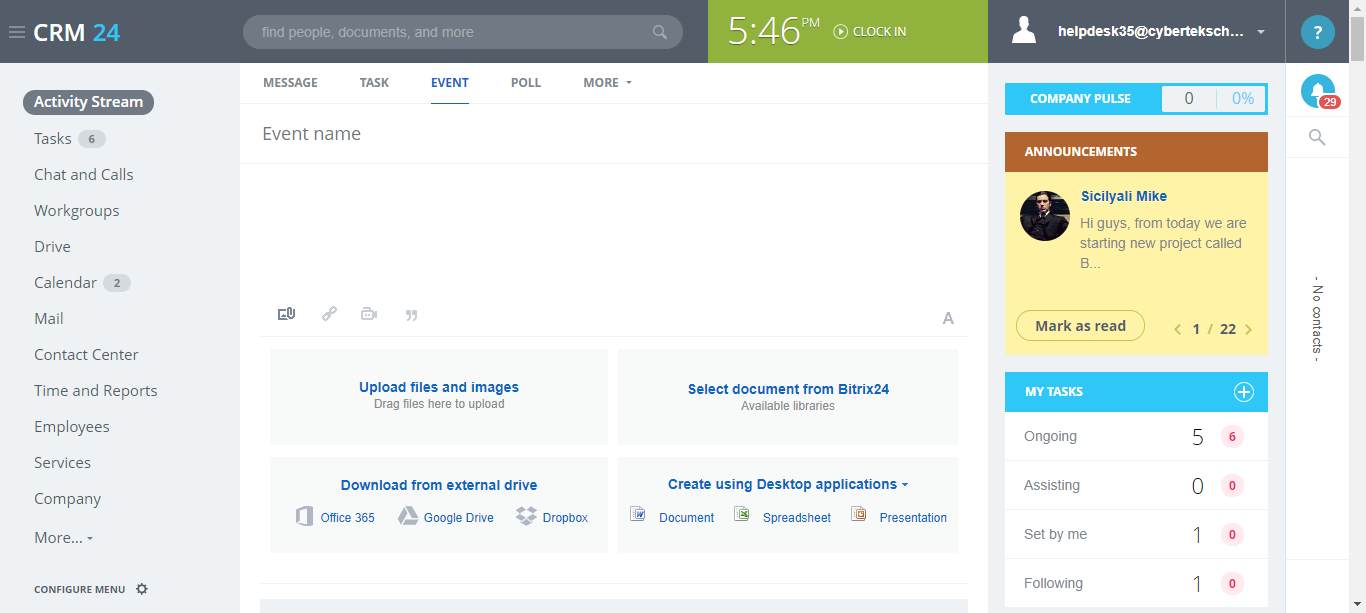 CRM 24
find people, documents, and more
5:46 PM
CLOCK IN
helpdesk35@cyberteksch...
?
Activity Stream
Tasks 6
Chat and Calls
Workgroups
Drive
Calendar 2
Mail
Contact Center
Time and Reports
Employees
Services
Company
More...
CONFIGURE MENU
MESSAGE TASK EVENT POLL MORE
Event name
A
Upload files and images
Drag files here to upload
Select document from Bitrix24
Available libraries
Download from external drive
Office 365 Google Drive Dropbox
Create using Desktop applications
Document Spreadsheet Presentation
COMPANY PULSE 0 0%
ANNOUNCEMENTS
Sicilyali Mike
Hi guys, from today we are
starting new project called
B...
Mark as read
1 / 22
MY TASKS
Ongoing 5 6
Assisting 0 0
Set by me 1 0
Following 1 0
29
- No contacts -